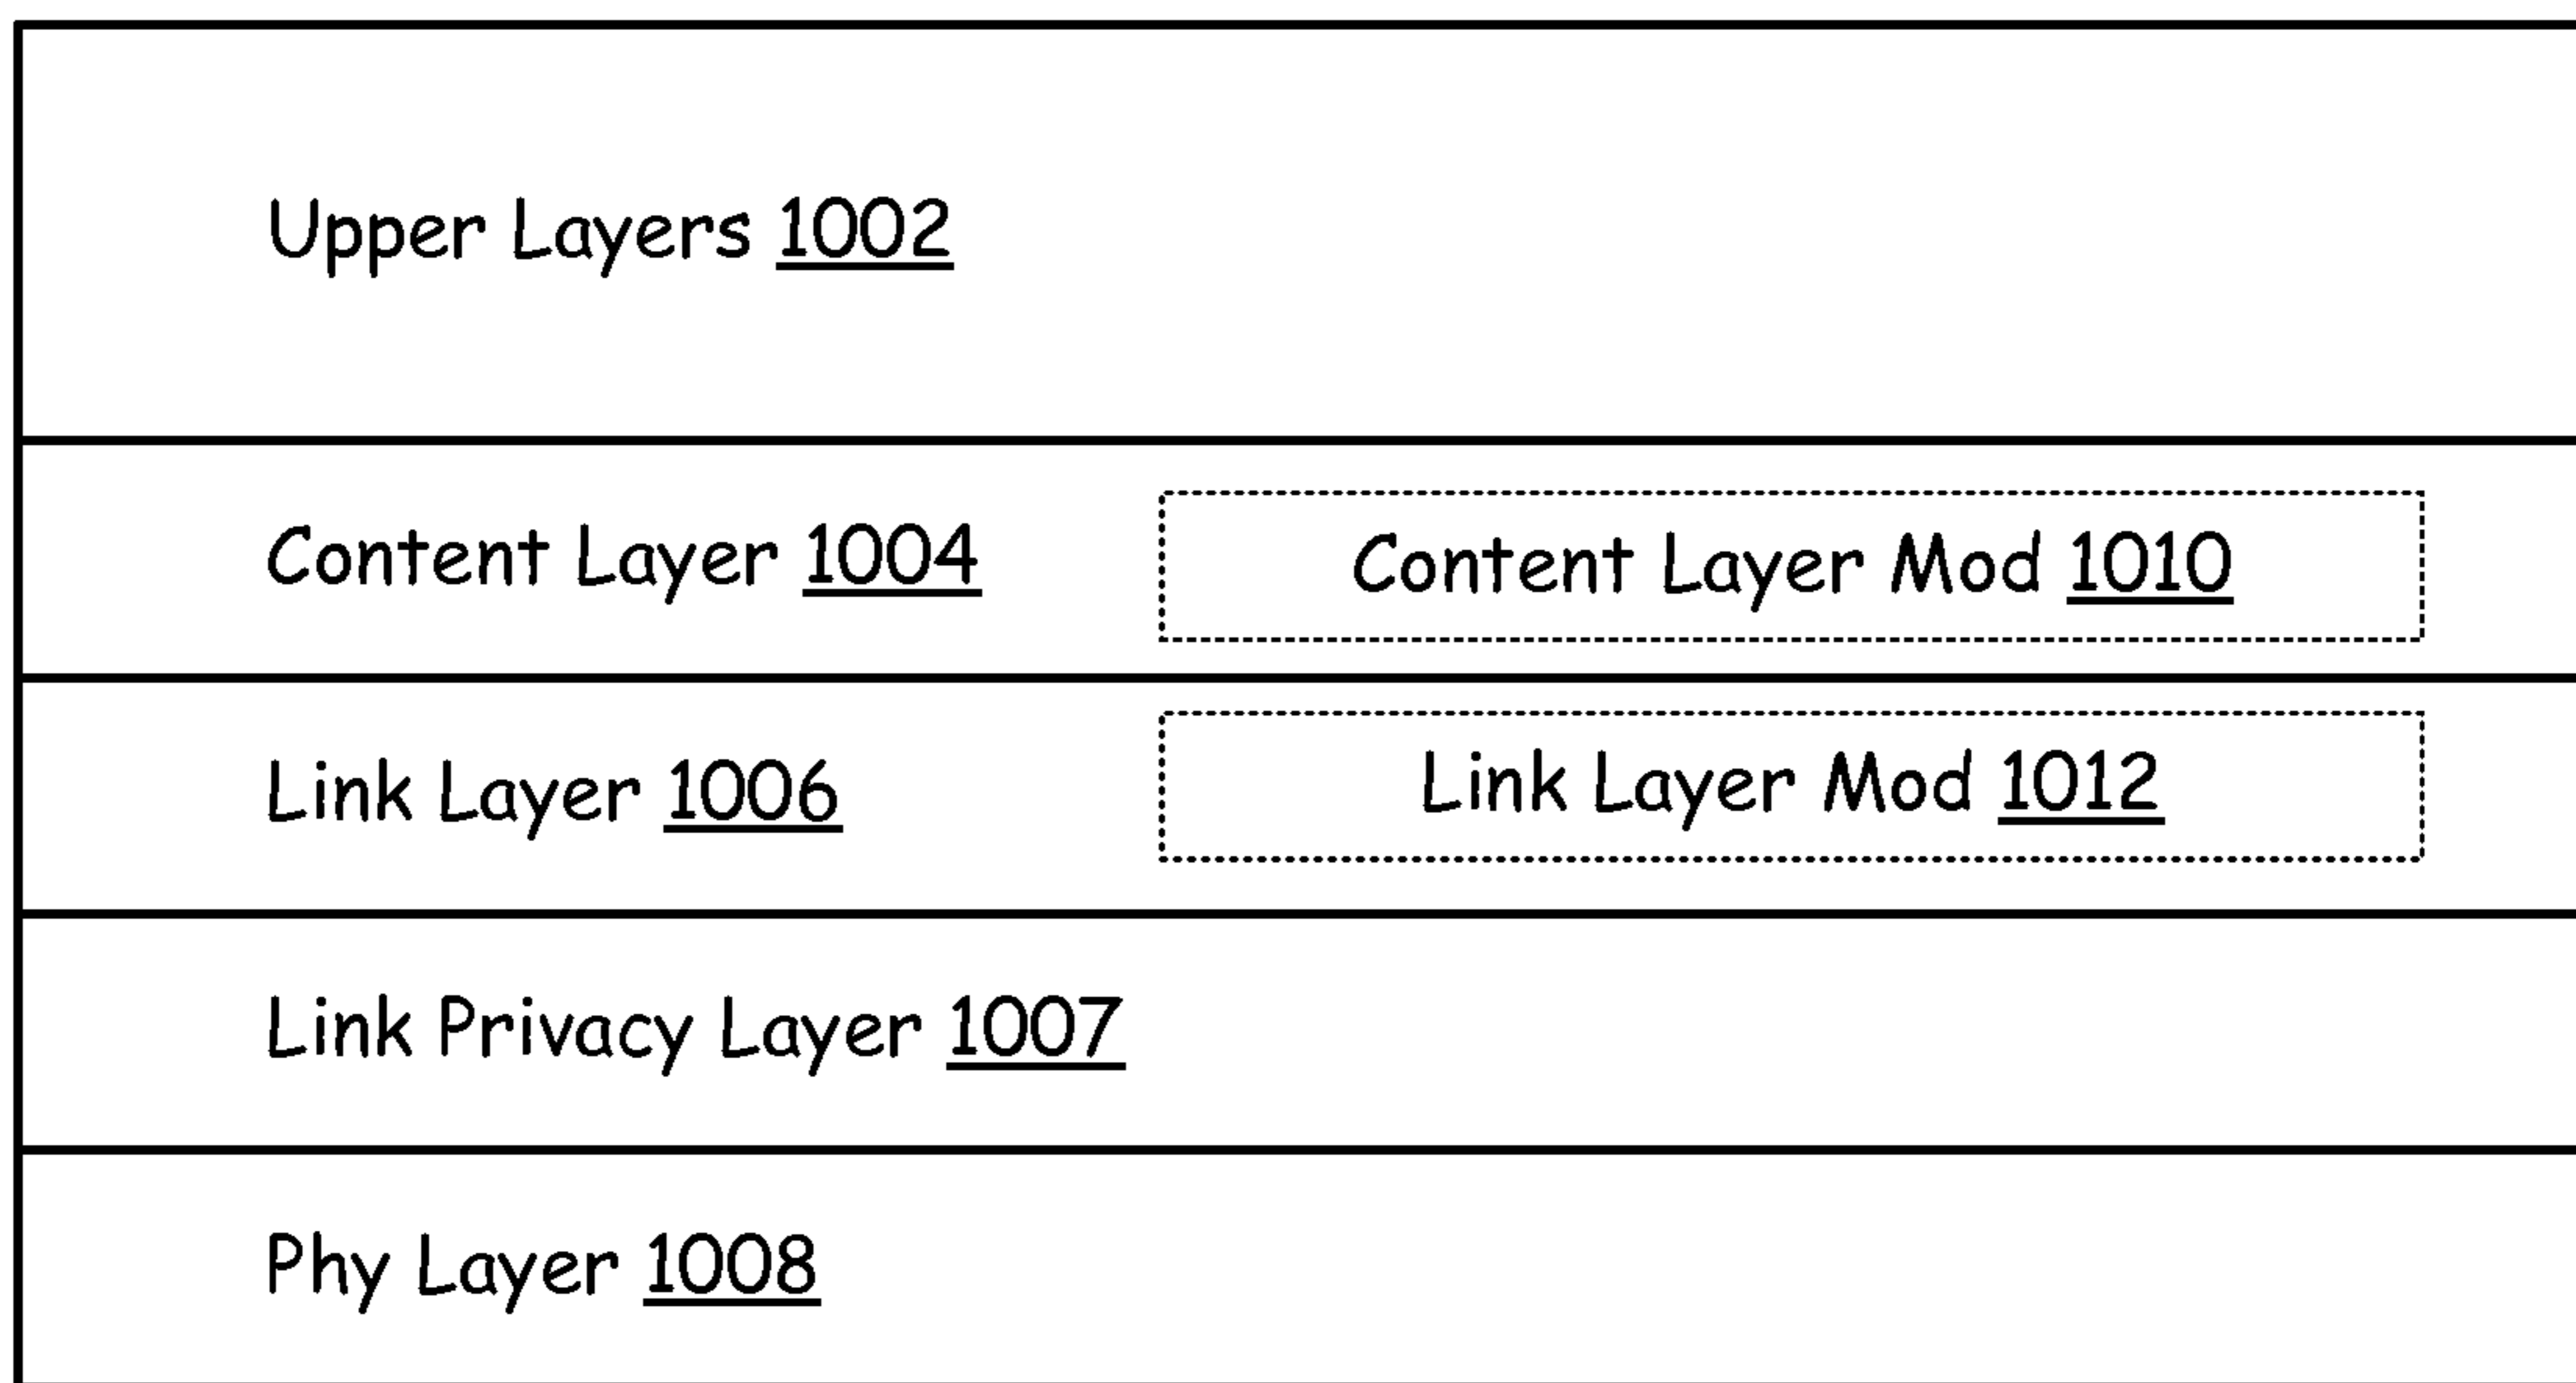 Upper Layers 1002
Content Layer 1004
Content Layer Mod 1010
Link Layer 1006
Link Layer Mod 1012
Link Privacy Layer 1007
Phy Layer 1008